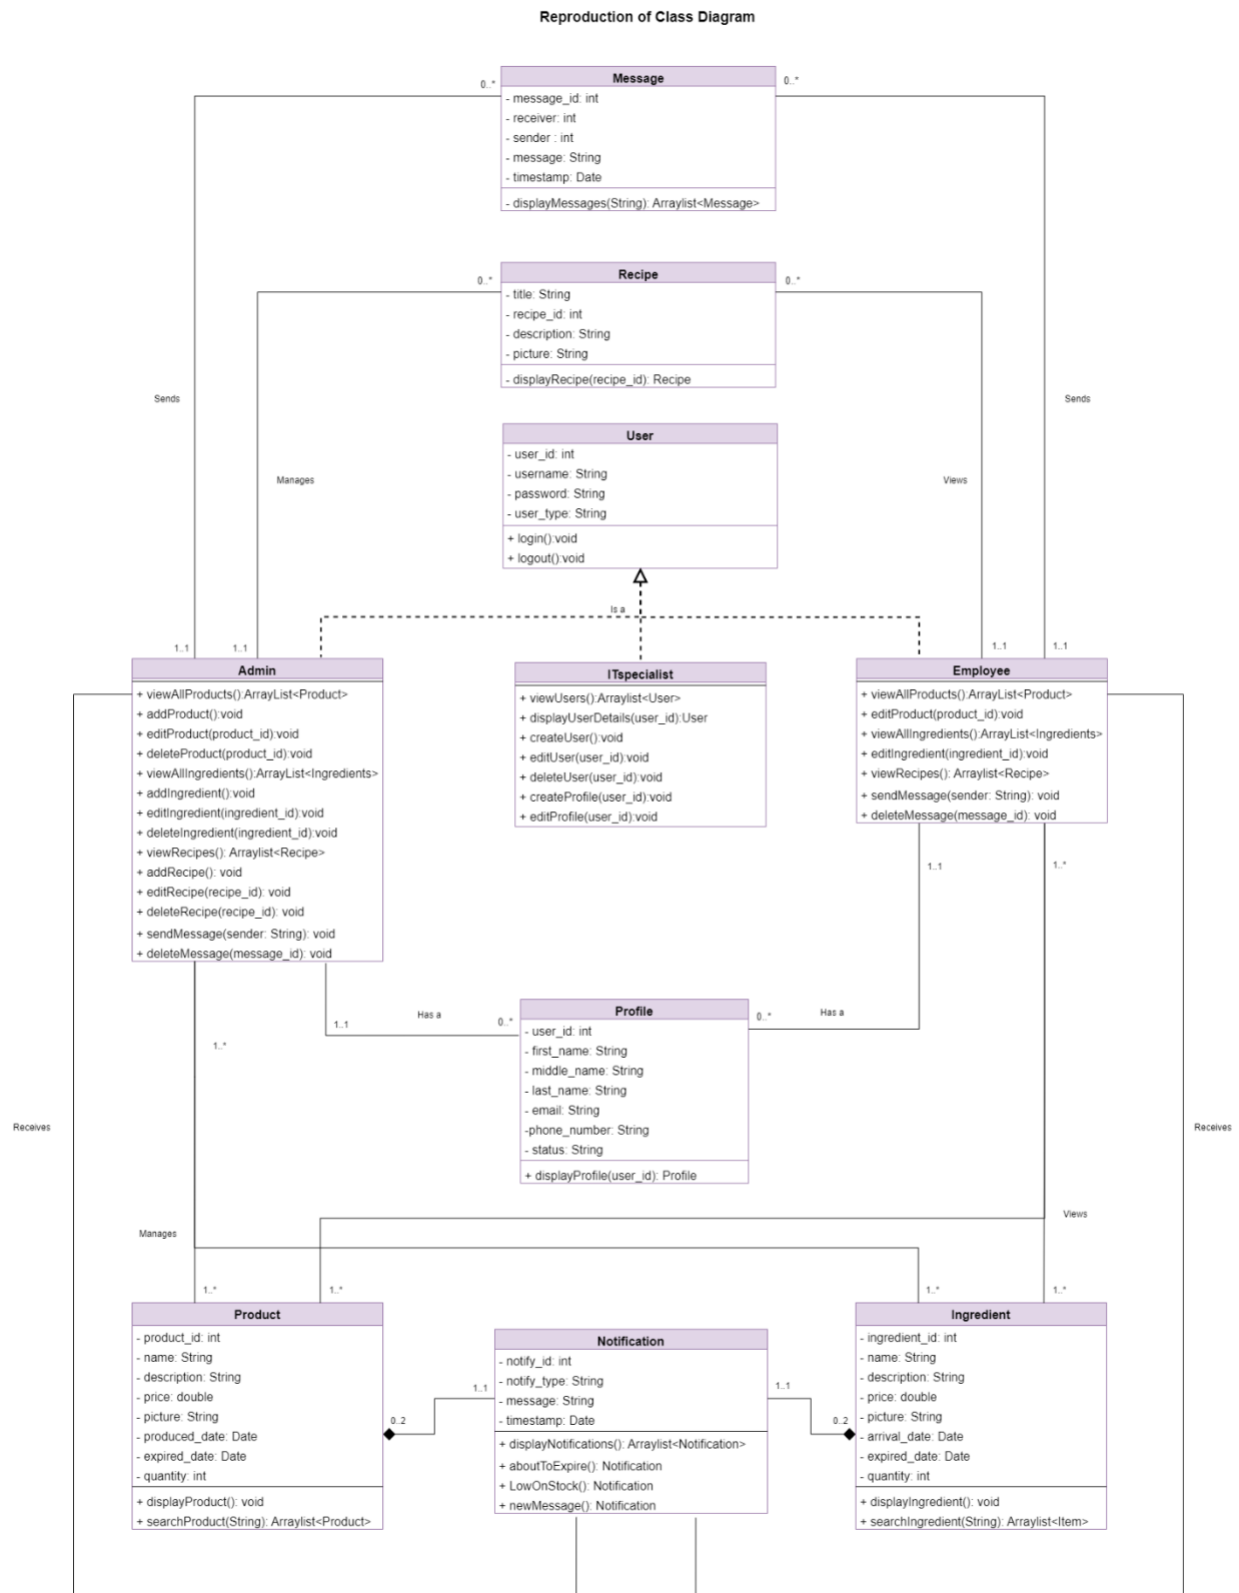 Reproduction of Class Diagram
Message
0..*
0..*
- message_id: int
- receiver: int
- sender : int
- message: String
- timestamp: Date
- displayMessages(String): Arraylist<Message>
Recipe
0..*
0..*
- title: String
- recipe_id: int
- description: String
- picture: String
- displayRecipe(recipe_id): Recipe
Sends
Sends
User
- user_id: int
- username: String
- password: String
- user_type: String
+ login():void
+ logout():void
Manages
Views
Is a
1..1
1..1
1..1
1..1
Admin
+ viewAllProducts():ArrayList<Product>
+ addProduct():void
+ editProduct(product_id):void
+ deleteProduct(product_id):void
+ viewAllIngredients():ArrayList<Ingredients>
+ addIngredient():void
+ editIngredient(ingredient_id):void
+ deleteIngredient(ingredient_id):void
+ viewRecipes(): Arraylist<Recipe>
+ addRecipe(): void
+ editRecipe(recipe_id): void
+ deleteRecipe(recipe_id): void
+ sendMessage(sender: String): void
+ deleteMessage(message_id): void
ITspecialist
+ viewUsers():Arraylist<User>
+ displayUserDetails(user_id):User
+ createUser():void
+ editUser(user_id):void
+ deleteUser(user_id):void
+ createProfile(user_id):void
+ editProfile(user_id):void
Employee
+ viewAllProducts():ArrayList<Product>
+ editProduct(product_id):void
+ viewAllIngredients():ArrayList<Ingredients>
+ editIngredient(ingredient_id):void
+ viewRecipes(): Arraylist<Recipe>
+ sendMessage(sender: String): void
+ deleteMessage(message_id): void
1..1
1..*
1..1
Has a
0..*
0..*
Has a
1..*
Profile
- user_id: int
- first_name: String
- middle_name: String
- last_name: String
- email: String
-phone_number: String
- status: String
+ displayProfile(user_id): Profile
Receives
Receives
Manages
Views
1..*
1..*
1..*
1..*
Product
- product_id: int
- name: String
- description: String
- price: double
- picture: String
- produced_date: Date
- expired_date: Date
- quantity: int
+ displayProduct(): void
+ searchProduct(String): Arraylist<Product>
1..1
0..2
Notification
- notify_id: int
- notify_type: String
- message: String
- timestamp: Date
+ displayNotifications(): Arraylist<Notification>
+ aboutToExpire(): Notification
+ LowOnStock(): Notification
+ newMessage(): Notification
1..1
0..2
Ingredient
- ingredient_id: int
- name: String
- description: String
- price: double
- picture: String
- arrival_date: Date
- expired_date: Date
- quantity: int
+ displayIngredient(): void
+ searchIngredient(String): Arraylist<Item>